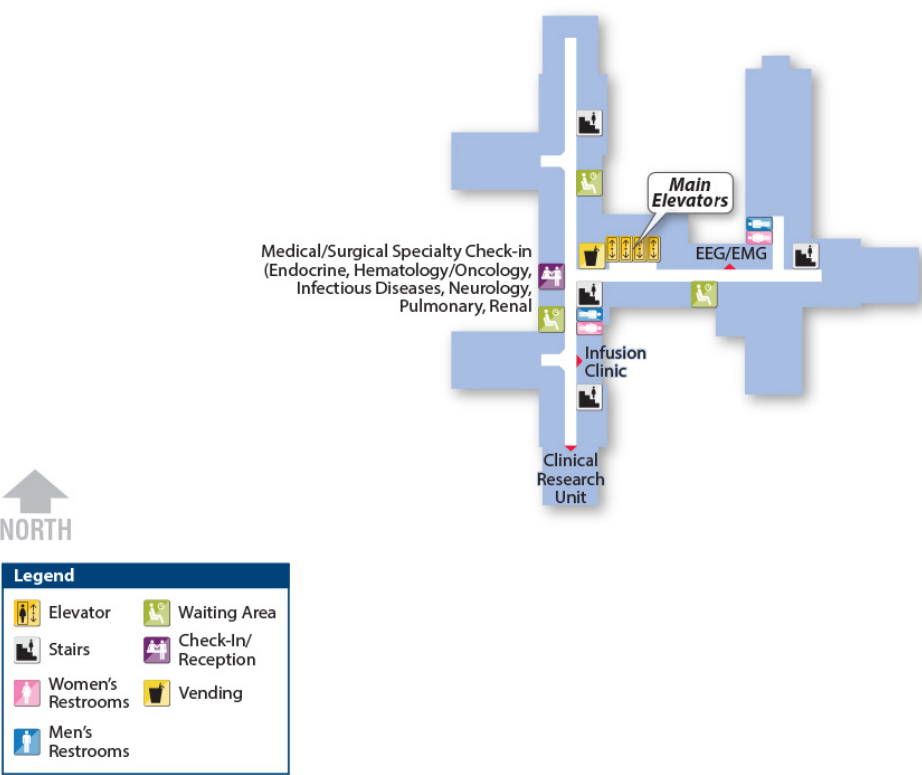 Main
Elevators
EEG/EMG
Medical/Surgical Specialty Check-in
(Endocrine, Hematology/Oncology,
Infectious Diseases, Neurology,
Pulmonary, Renal
Infusion
Clinic
Clinical
Research
Unit
NORTH
Legend
Elevator
Waiting Area
Stairs
Check-In/
Reception
Women's
Restrooms
Vending
Men's
Restrooms